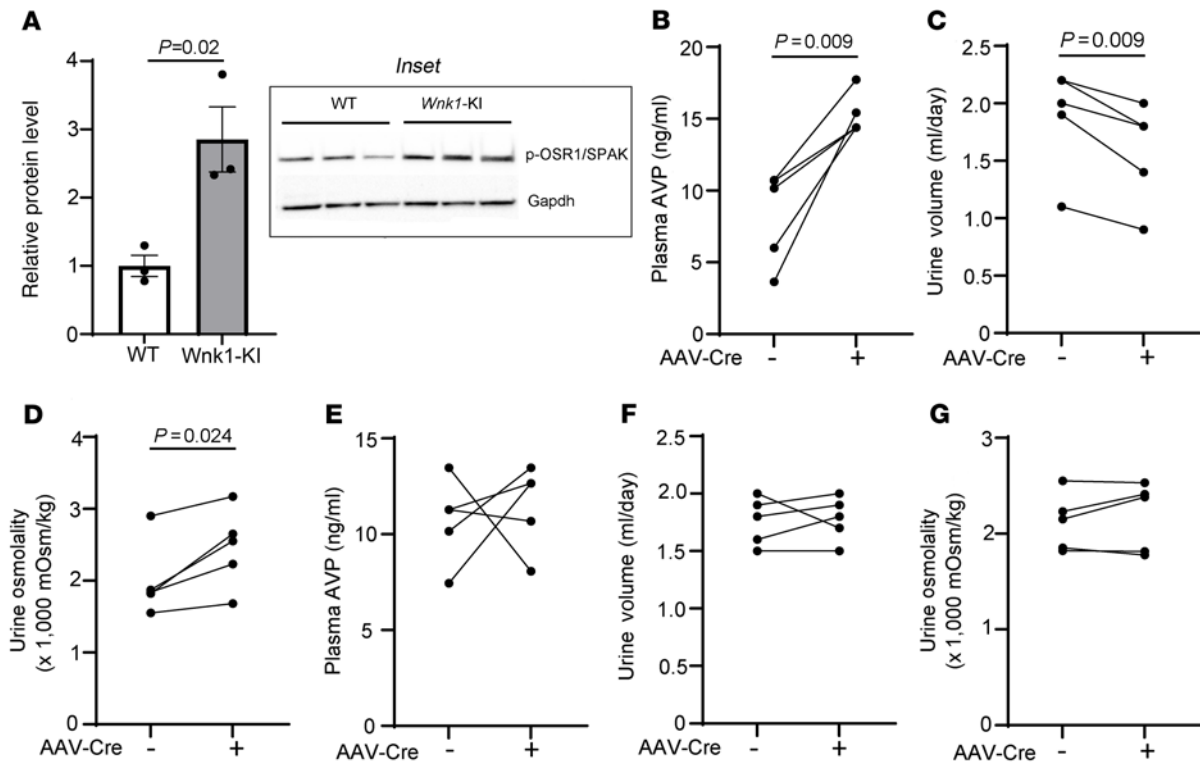 A
P=0.02
Relative protein level
4
3
2
1
0
WT
Wnk1-KI
Inset
WT
Wnk1-KI
p-OSR1/SPAK
Gapdh
B
P=0.009
Plasma AVP (ng/ml)
20
15
10
5
0
AAV-Cre
-
+
C
P=0.009
Urine volume (ml/day)
2.5
2.0
1.5
1.0
0.5
0
AAV-Cre
-
+
D
P=0.024
Urine osmolality
(x 1,000 mOsm/kg)
4
3
2
1
0
AAV-Cre
-
+
E
Plasma AVP (ng/ml)
15
10
5
0
AAV-Cre
-
+
F
Urine volume (ml/day)
2.5
2.0
1.5
1.0
0.5
0
AAV-Cre
-
+
G
Urine osmolality
(x 1,000 mOsm/kg)
3
2
1
0
AAV-Cre
-
+